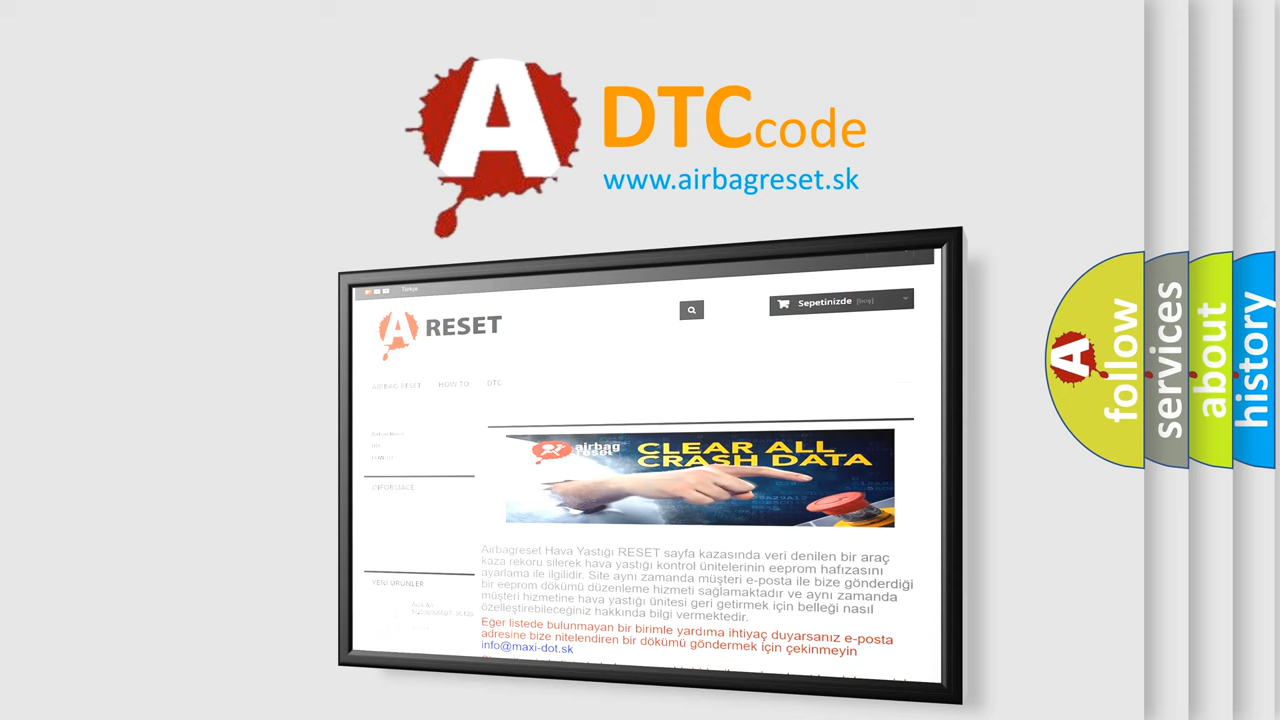 A DTC code
www.airbagreset.sk
Türkçe
A RESET
Sepetinizde [boş]
AIRBAG RESET HOW TO DTC
INFORMACE
airbag
reset
CLEAR ALL
CRASH DATA
Airbagreset Hava Yastığı RESET sayfa kazasında veri denilen bir araç
kaza rekoru silerek hava yastığı kontrol ünitelerinin eeprom hafızasını
ayarlama ile ilgilidir. Site aynı zamanda müşteri e-posta ile bize gönderdiği
bir eeprom dökümü düzenleme hizmeti sağlamaktadır ve aynı zamanda
müşteri hizmetine hava yastığı ünitesi geri getirmek için belleği nasıl
özelleştirebileceğiniz hakkında bilgi vermektedir.
Eğer listede bulunmayan bir birimle yardıma ihtiyaç duyarsanız e-posta
adresine bize nitelendiren bir dökümü göndermek için çekinmeyin
info@maxi-dot.sk
YENI ÜRÜNLER
A follow
services
about
history